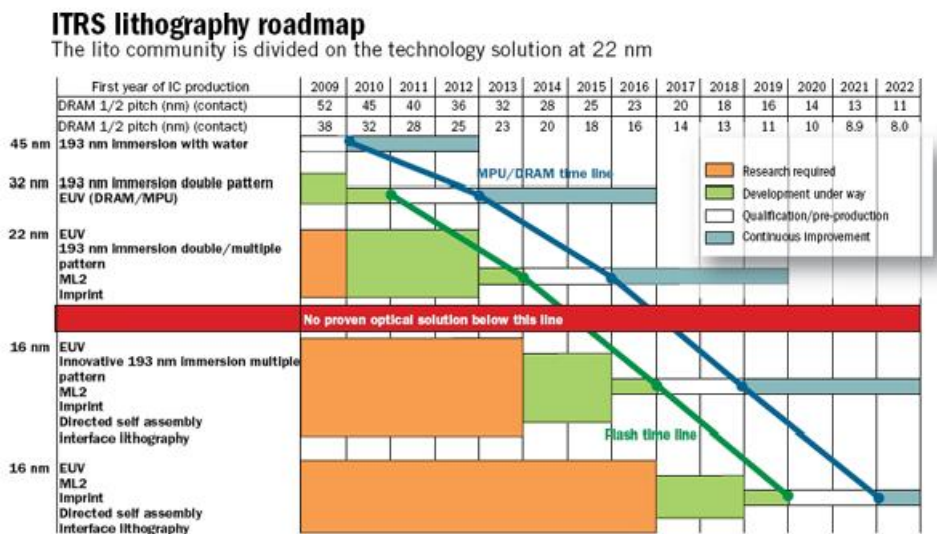 ITRS lithography roadmap
The lito community is divided on the technology solution at 22 nm
First year of IC production 2009 2010 2011 2012 2013 2014 2015 2016 2017 2018 2019 2020 2021 2022
DRAM 1/2 pitch (nm) (contact) 52 45 40 36 32 28 25 23 20 18 16 14 13 11
DRAM 1/2 pitch (nm) (contact) 38 32 28 25 23 20 18 16 14 13 11 10 8.9 8.0
45 nm 193 nm immersion with water
MPU/DRAM time line
32 nm 193 nm immersion double pattern
EUV (DRAM/MPU)
Research required
Development under way
Qualification/pre-production
Continuous improvement
22 nm EUV
193 nm immersion double/multiple
pattern
ML2
Imprint
No proven optical solution below this line
16 nm EUV
Innovative 193 nm immersion multiple
pattern
ML2
Imprint
Directed self assembly
Interface lithography
Flash time line
16 nm EUV
ML2
Imprint
Directed self assembly
Interface lithography